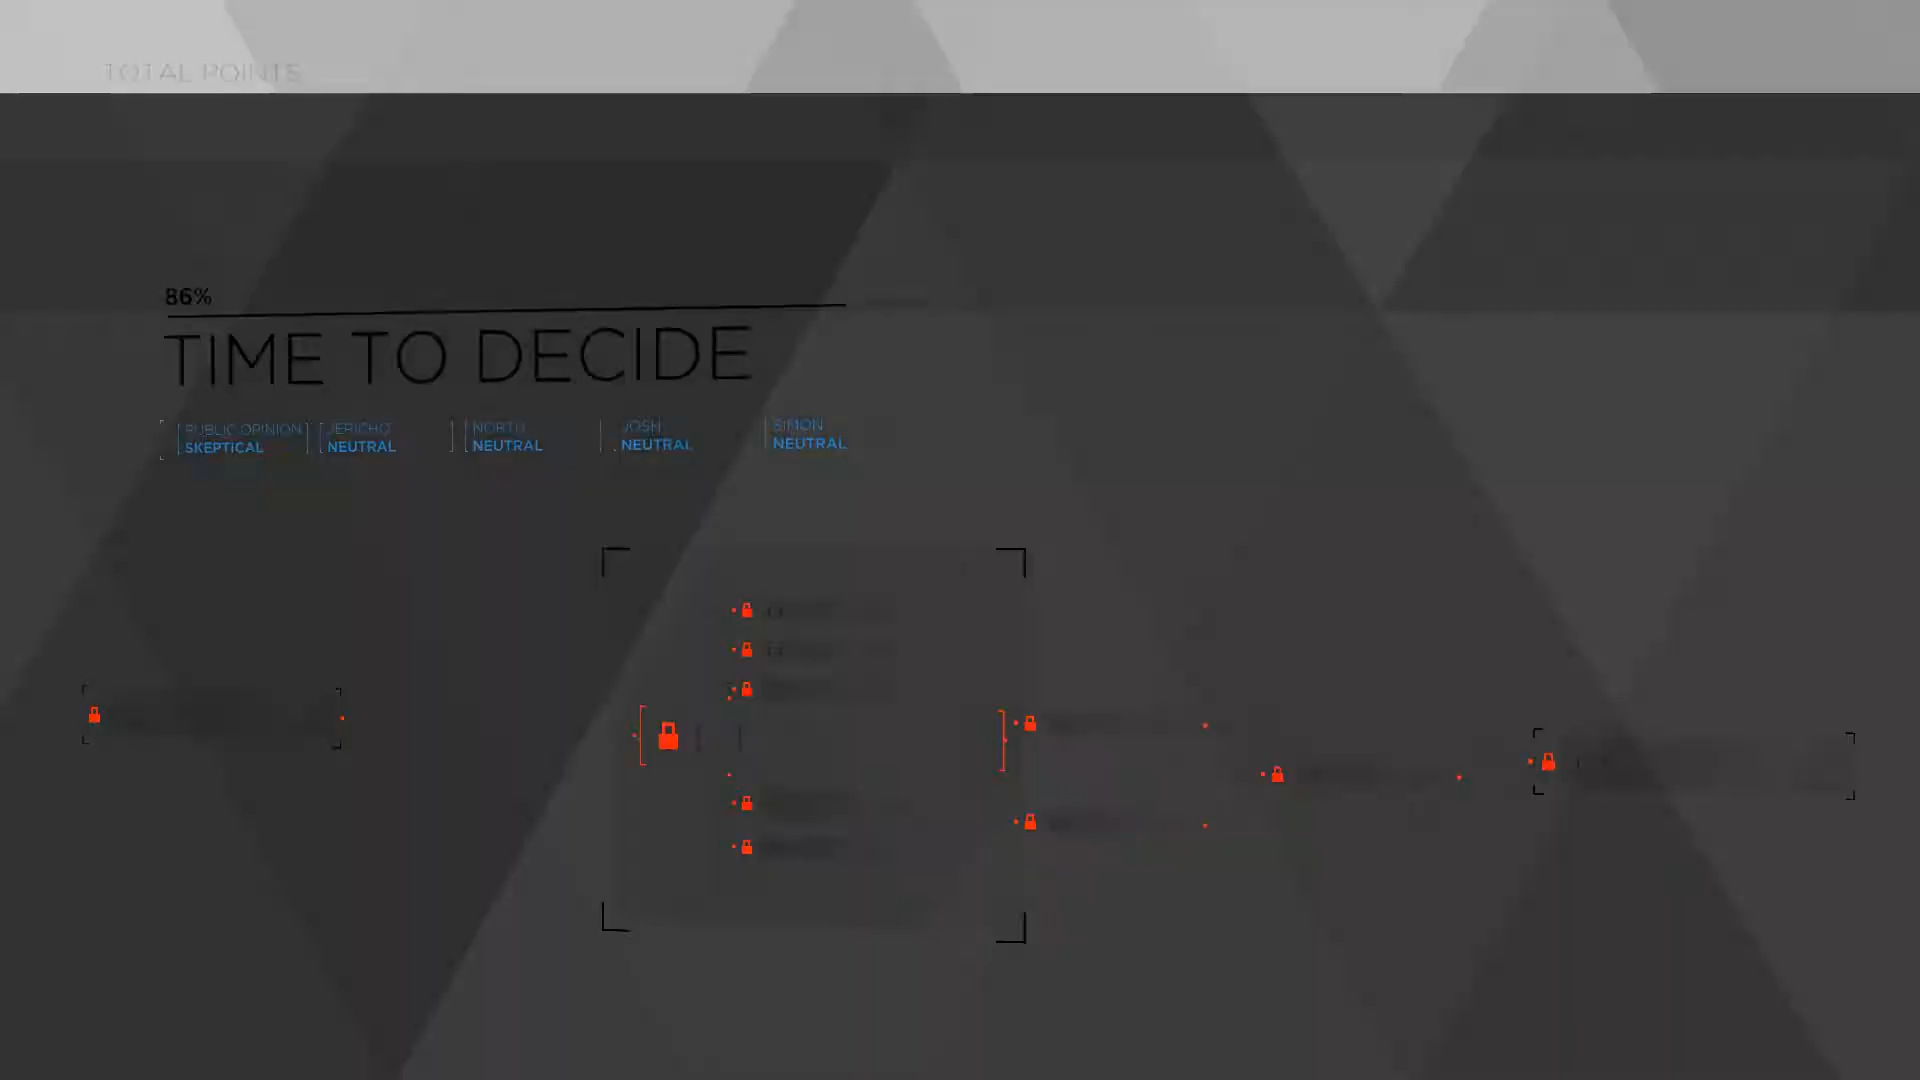 TOTAL POINTS
86%
TIME TO DECIDE
PUBLIC OPINION
SKEPTICAL
JERICHO
NEUTRAL
NORTH
NEUTRAL
JOSH
NEUTRAL
SIMON
NEUTRAL